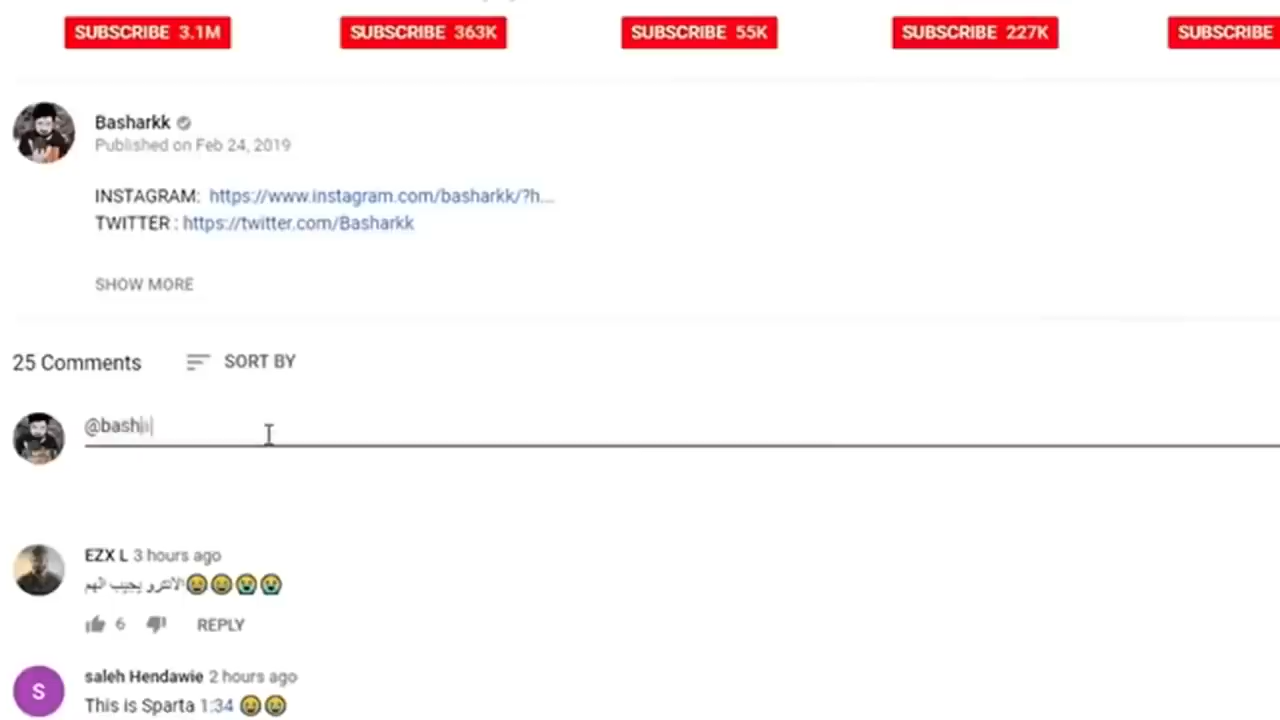 SUBSCRIBE 3.1M
SUBSCRIBE 363K
SUBSCRIBE 55K
SUBSCRIBE 227K
SUBSCRIBE
Basharkk
Published on Feb 24, 2019
INSTAGRAM: https://www.instagram.com/basharkk/?h...
TWITTER : https://twitter.com/Basharkk
SHOW MORE
25 Comments SORT BY
@bash
EZX L 3 hours ago
الانترو يجيب الهم😂😂😭😭
6 REPLY
S
saleh Hendawie 2 hours ago
This is Sparta 1:34 😂😂